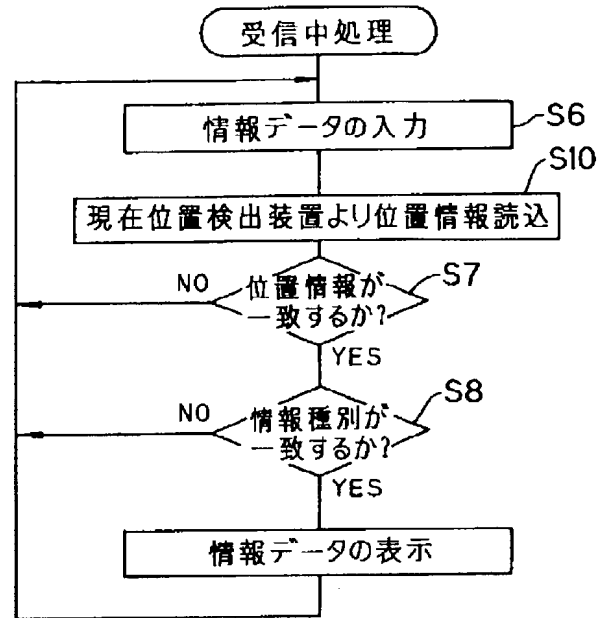 受信中処理
情報データの入力
S6
S10
現在位置検出装置より位置情報読込
NO
位置情報が
一致するか?
S7
YES
NO
情報種別が
一致するか?
S8
YES
情報データの表示